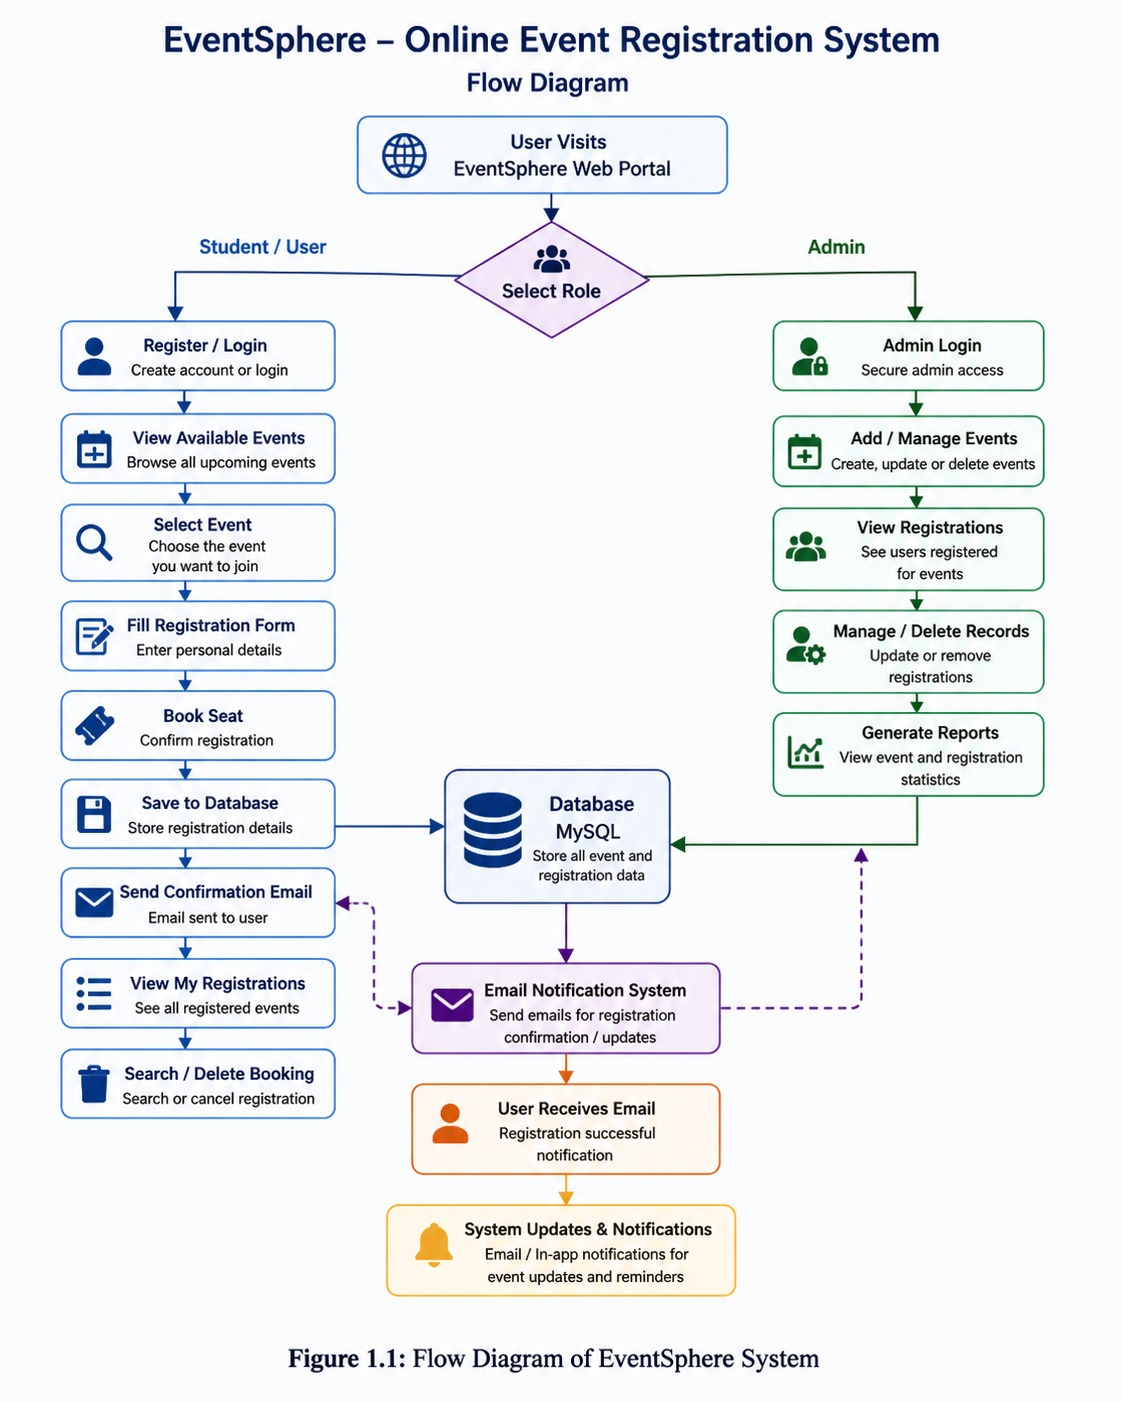 EventSphere – Online Event Registration System
Flow Diagram
User Visits
EventSphere Web Portal
Select Role
Student / User
Register / Login
Create account or login
View Available Events
Browse all upcoming events
Select Event
Choose the event
you want to join
Fill Registration Form
Enter personal details
Book Seat
Confirm registration
Save to Database
Store registration details
Send Confirmation Email
Email sent to user
View My Registrations
See all registered events
Search / Delete Booking
Search or cancel registration
Admin
Admin Login
Secure admin access
Add / Manage Events
Create, update or delete events
View Registrations
See users registered
for events
Manage / Delete Records
Update or remove
registrations
Generate Reports
View event and registration
statistics
Database
MySQL
Store all event and
registration data
Email Notification System
Send emails for registration
confirmation / updates
User Receives Email
Registration successful
notification
System Updates & Notifications
Email / In-app notifications for
event updates and reminders
Figure 1.1: Flow Diagram of EventSphere System